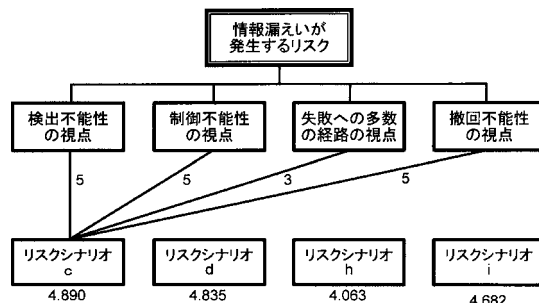 情報漏えいが
発生するリスク
検出不能性
の視点
制御不能性
の視点
失敗への多数
の経路の視点
撤回不能性
の視点
5
5
3
5
リスクシナリオ
c
リスクシナリオ
d
リスクシナリオ
h
リスクシナリオ
i
4.890
4.835
4.063
4.682